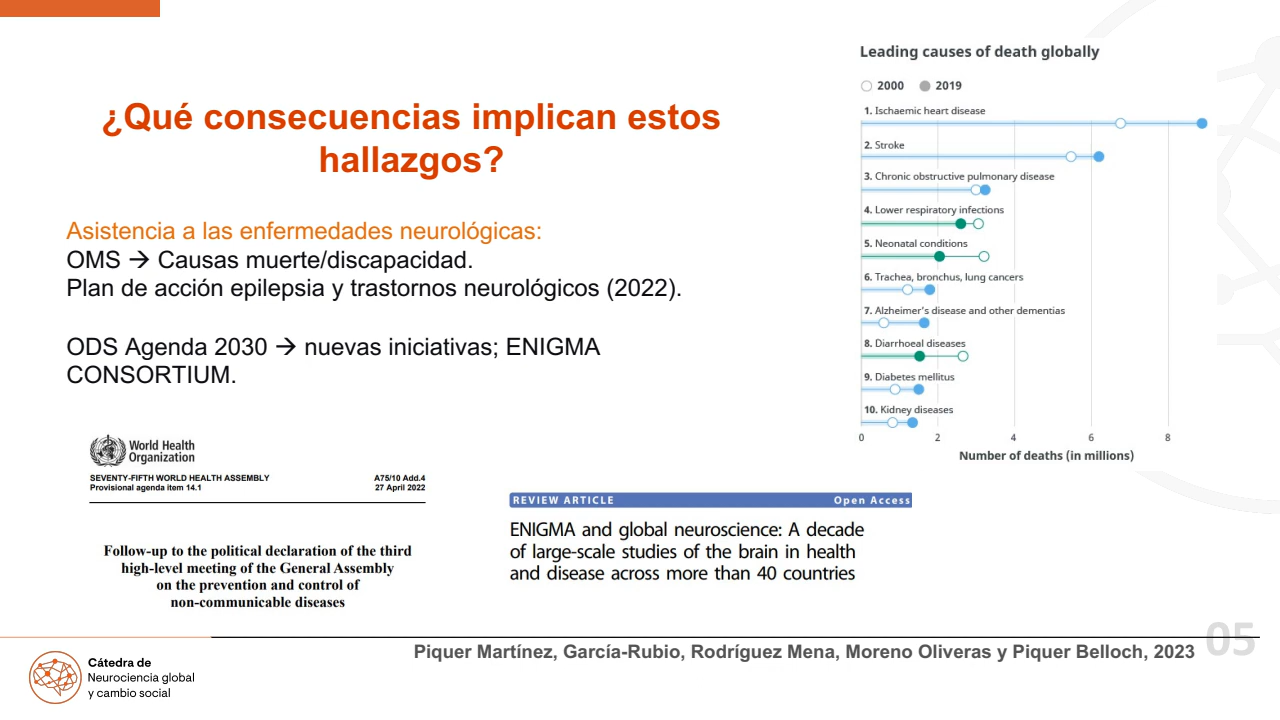 ¿Qué consecuencias implican estos
hallazgos?
Asistencia a las enfermedades neurológicas:
OMS → Causas muerte/discapacidad.
Plan de acción epilepsia y trastornos neurológicos (2022).
ODS Agenda 2030 → nuevas iniciativas; ENIGMA
CONSORTIUM.
Leading causes of death globally
2000 2019
1. Ischaemic heart disease
2. Stroke
3. Chronic obstructive pulmonary disease
4. Lower respiratory infections
5. Neonatal conditions
6. Trachea, bronchus, lung cancers
7. Alzheimer's disease and other dementias
8. Diarrhoeal diseases
9. Diabetes mellitus
10. Kidney diseases
0 2 4 6 8
Number of deaths (in millions)
World Health
Organization
SEVENTY-FIFTH WORLD HEALTH ASSEMBLY A75/10 Add.4
Provisional agenda item 14.1 27 April 2022
Follow-up to the political declaration of the third
high-level meeting of the General Assembly
on the prevention and control of
non-communicable diseases
REVIEW ARTICLE Open Access
ENIGMA and global neuroscience: A decade
of large-scale studies of the brain in health
and disease across more than 40 countries
Piquer Martínez, García-Rubio, Rodríguez Mena, Moreno Oliveras y Piquer Belloch, 2023
05
Cátedra de
Neurociencia global
y cambio social